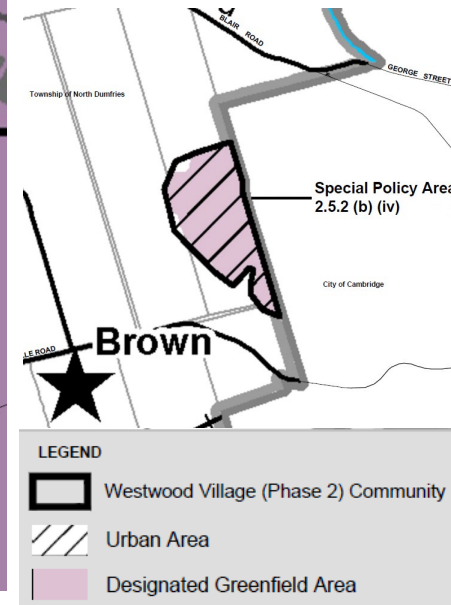 BLAIR ROAD
GEORGE STREET
Township of North Dumfries
Special Policy Area
2.5.2 (b) (iv)
City of Cambridge
Brown
LE ROAD
LEGEND
Westwood Village (Phase 2) Community
Urban Area
Designated Greenfield Area